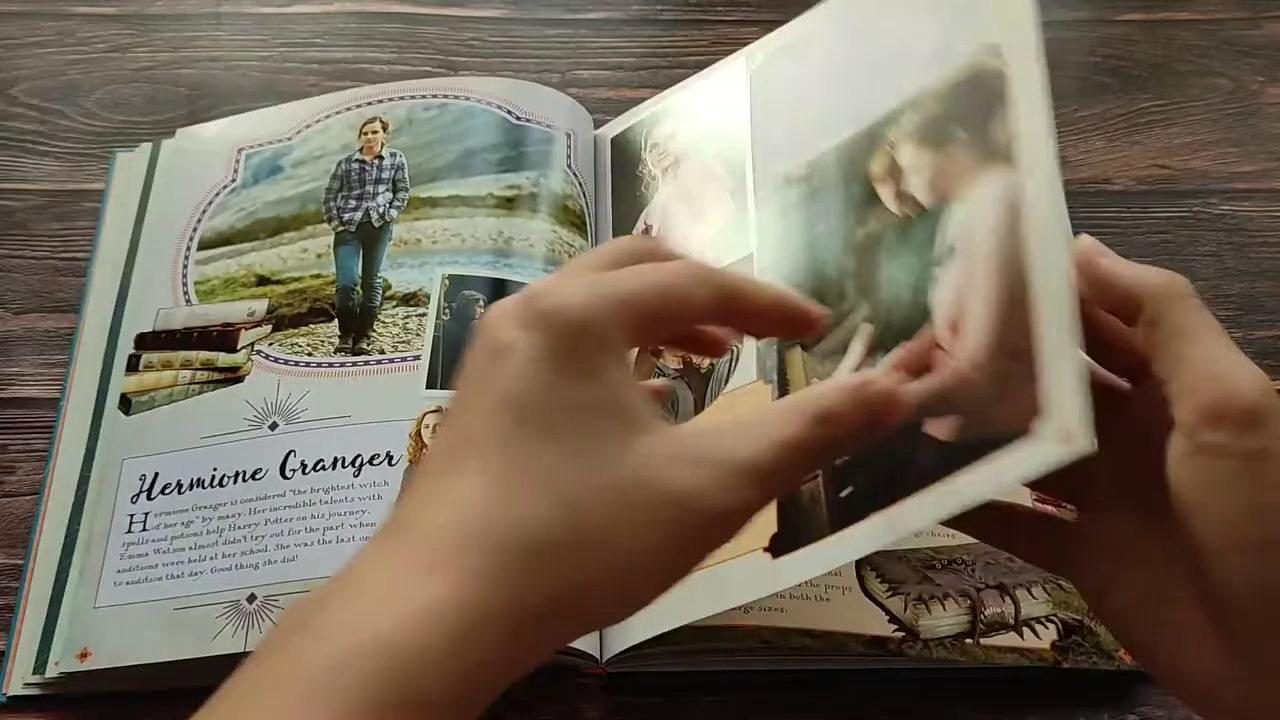 Hermione Granger
Hermione Granger is considered "the brightest witch
of her age" by many. Her incredible talents with
spells and potions help Harry Potter on his journey.
Emma Watson almost didn't try out for the part when
auditions were held at her school. She was the last one
to audition that day. Good thing she did!
chairs
the props
in both the
large sizes.